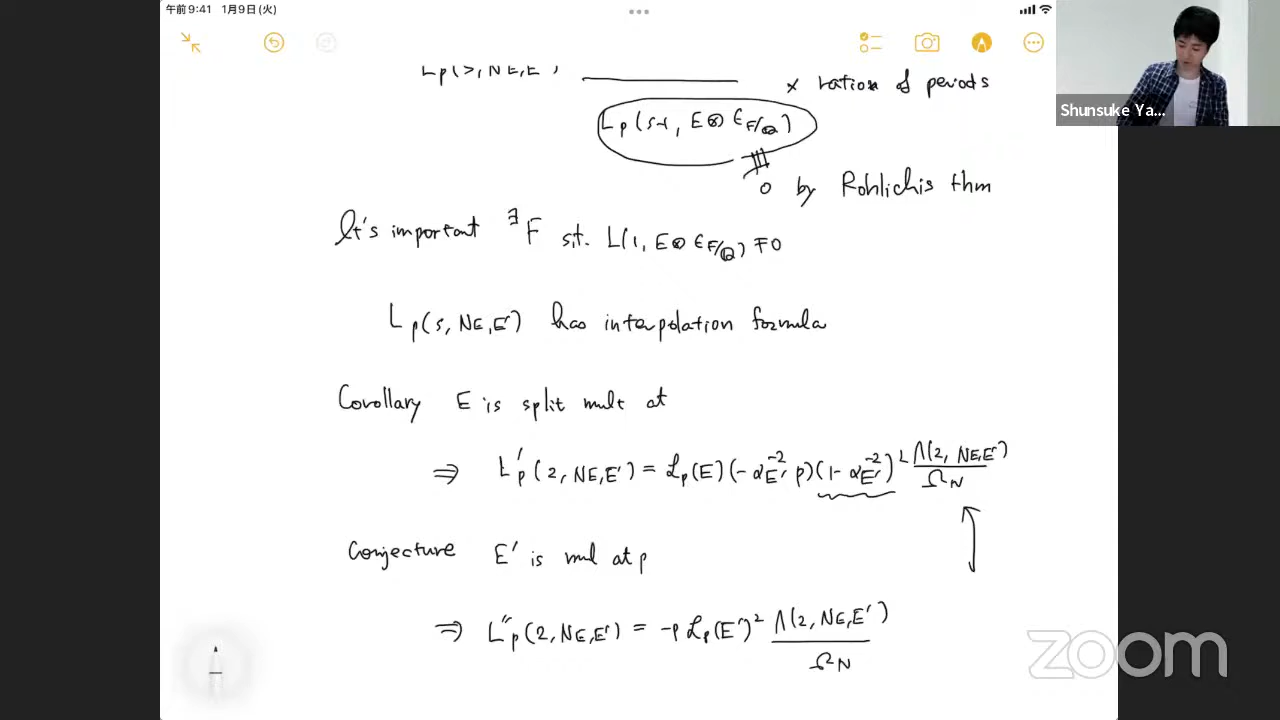 午前9:41 1月9日(火)
Shunsuke Ya...
× ration of periods
Lp(s-1, E⊗ϵF/Q)
0 by Rohlichis thm
It's important ∃F s.t. L(1, E⊗ϵF/Q) ≠0
Lp(s, NE,E') has interpolation formula
Corollary E is split mult at
⇒ L'p(2, NE,E') = ℒp(E)(-αE'^-2 p)(1-αE'^-2)^2 Λ(2, NE,E')/ΩN
Conjecture E' is mul at p
⇒ L''p(2, NE,E') = -p ℒp(E')^2 Λ(2, NE,E')/ΩN
zoom